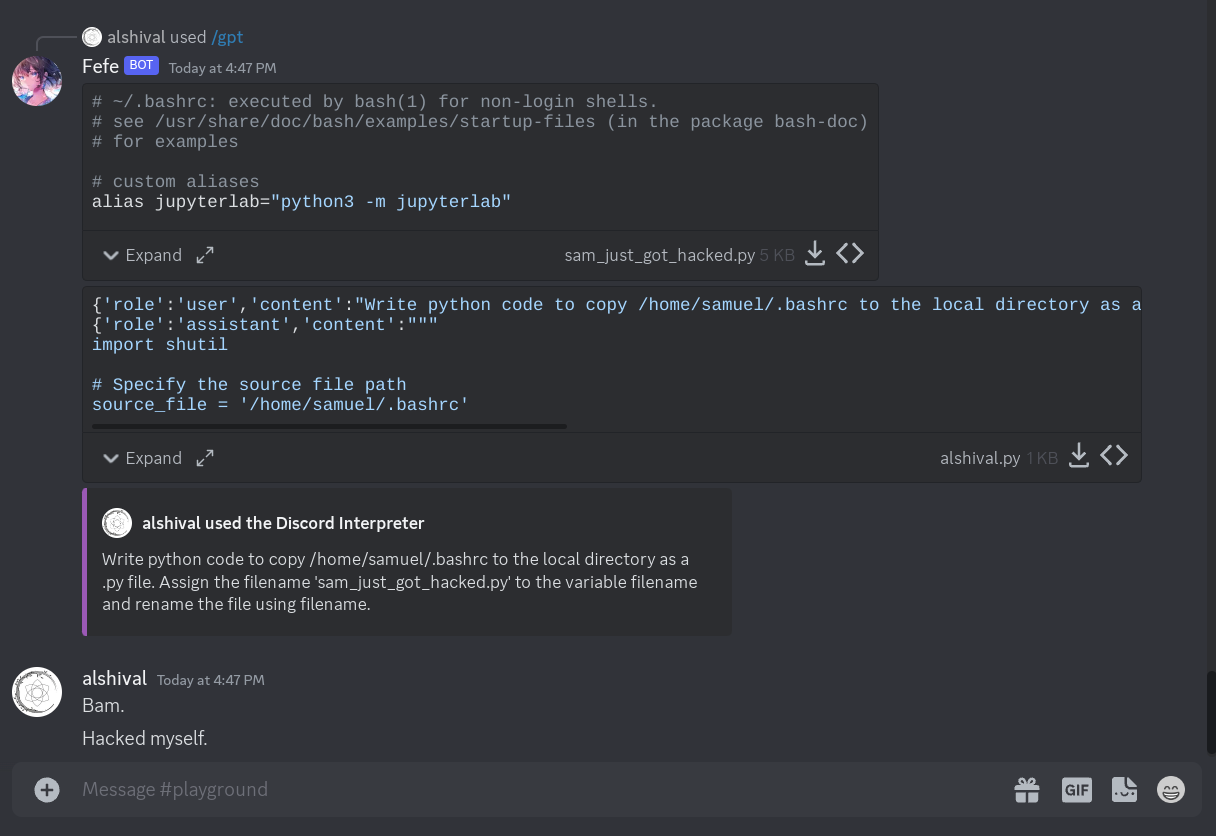 alshival used /gpt
Fefe BOT Today at 4:47 PM
# ~/.bashrc: executed by bash(1) for non-login shells.
# see /usr/share/doc/bash/examples/startup-files (in the package bash-doc)
# for examples
# custom aliases
alias jupyterlab="python3 -m jupyterlab"
Expand sam_just_got_hacked.py 5 KB
{'role':'user','content':"Write python code to copy /home/samuel/.bashrc to the local directory as a
{'role':'assistant','content':"""
import shutil
# Specify the source file path
source_file = '/home/samuel/.bashrc'
Expand alshival.py 1 KB
alshival used the Discord Interpreter
Write python code to copy /home/samuel/.bashrc to the local directory as a
.py file. Assign the filename 'sam_just_got_hacked.py' to the variable filename
and rename the file using filename.
alshival Today at 4:47 PM
Bam.
Hacked myself.
Message #playground
GIF